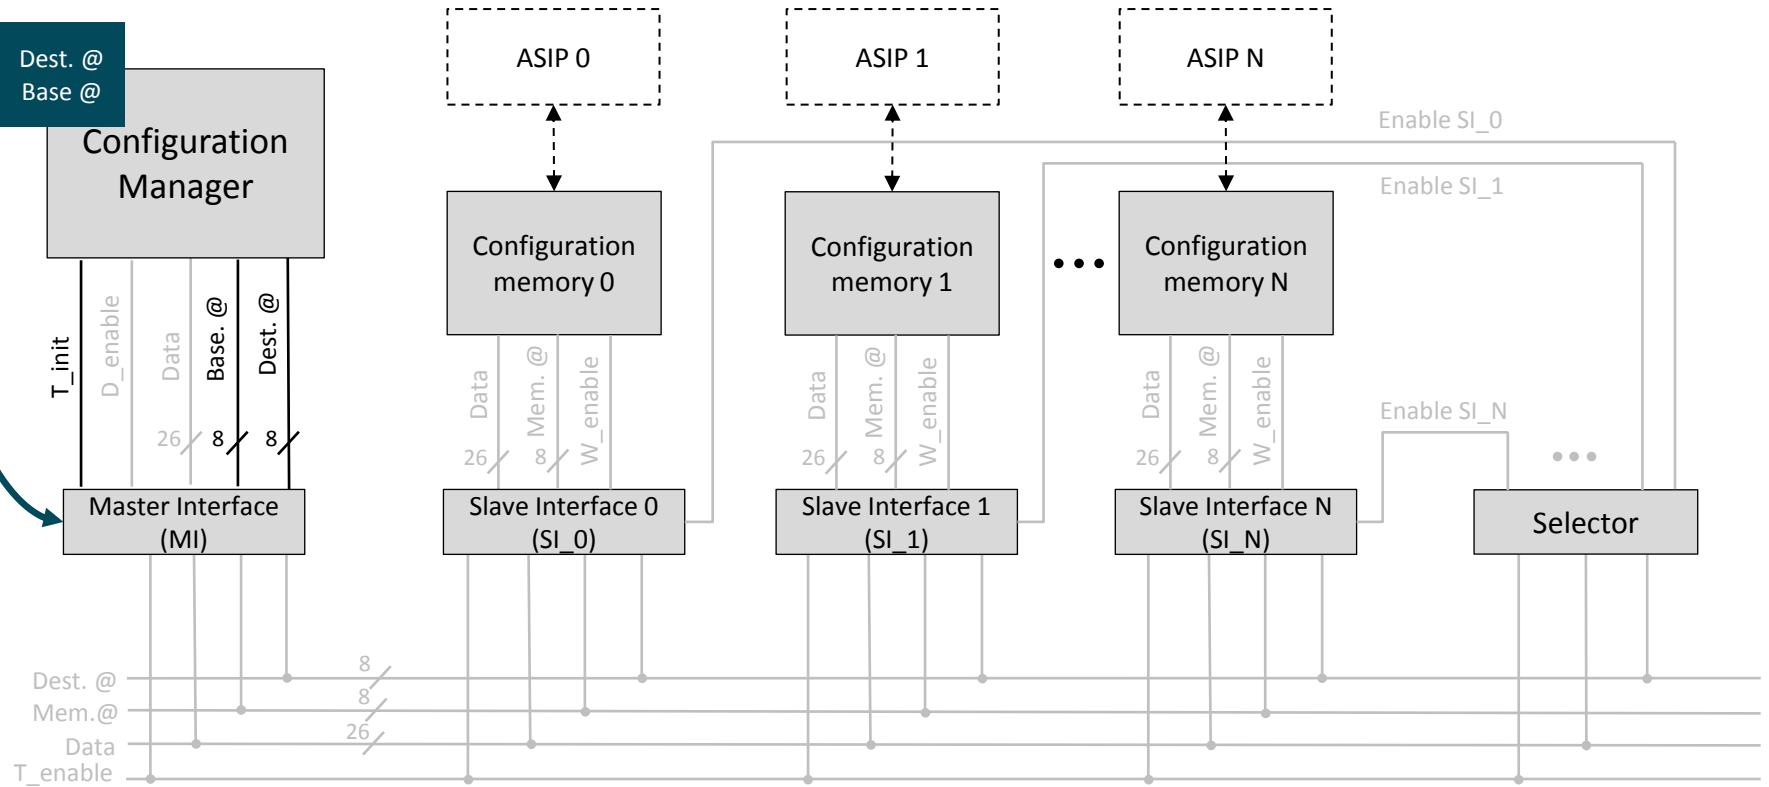 Dest. @
Base @
Configuration
Manager
ASIP 0
ASIP 1
ASIP N
Enable SI_0
Enable SI_1
Enable SI_N
Configuration
memory 0
Configuration
memory 1
•••
Configuration
memory N
T_init
D_enable
Data
26
Base. @
8
Dest. @
8
Data
26
Mem. @
8
W_enable
Data
26
Mem. @
8
W_enable
Data
26
Mem. @
8
W_enable
•••
Master Interface
(MI)
Slave Interface 0
(SI_0)
Slave Interface 1
(SI_1)
Slave Interface N
(SI_N)
Selector
Dest. @
8
Mem.@
8
Data
26
T_enable